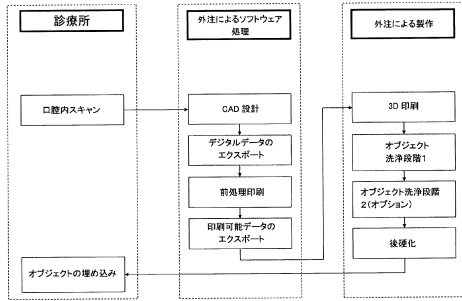 診療所
口腔内スキャン
オブジェクトの埋め込み
外注によるソフトウェア
処理
CAD 設計
デジタルデータの
エクスポート
前処理印刷
印刷可能データの
エクスポート
外注による製作
3D 印刷
オブジェクト
洗浄段階1
オブジェクト洗浄段階
2(オプション)
後硬化